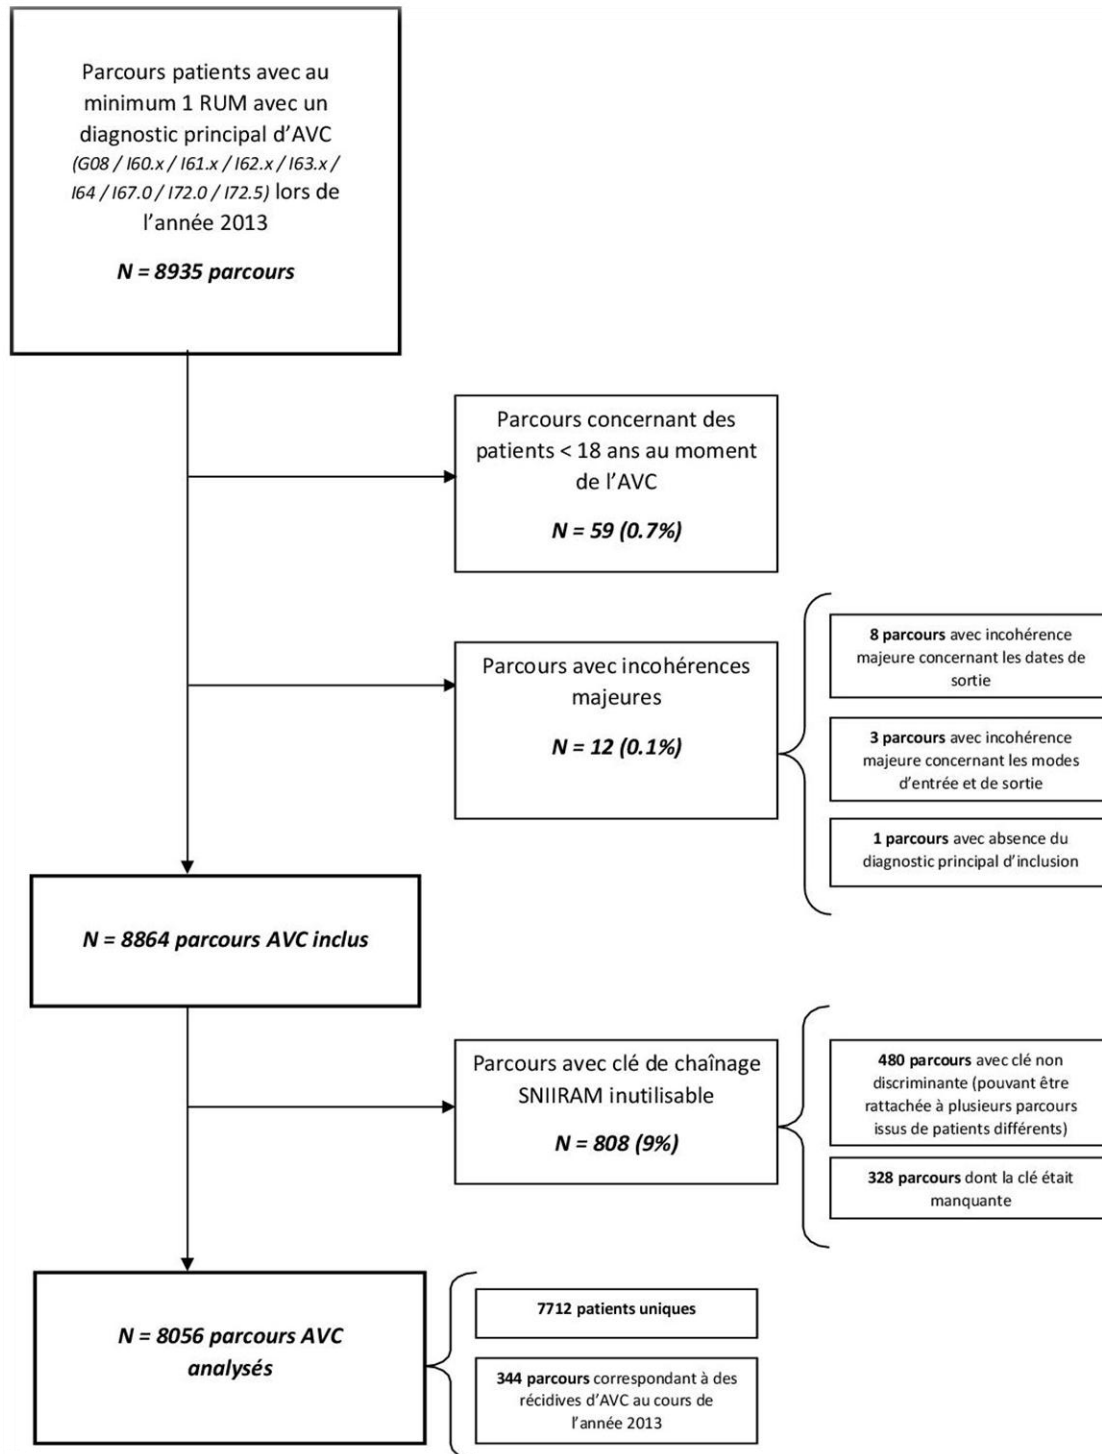 Parcours patients avec au
minimum 1 RUM avec un
diagnostic principal d’AVC
(G08 / I60.x / I61.x / I62.x / I63.x /
I64 / I67.0 / I72.0 / I72.5) lors de
l’année 2013
N = 8935 parcours
Parcours concernant des
patients < 18 ans au moment
de l’AVC
N = 59 (0.7%)
Parcours avec incohérences
majeures
N = 12 (0.1%)
8 parcours avec incohérence
majeure concernant les dates de
sortie
3 parcours avec incohérence
majeure concernant les modes
d’entrée et de sortie
1 parcours avec absence du
diagnostic principal d’inclusion
N = 8864 parcours AVC inclus
Parcours avec clé de chaînage
SNIIRAM inutilisable
N = 808 (9%)
480 parcours avec clé non
discriminante (pouvant être
rattachée à plusieurs parcours
issus de patients différents)
328 parcours dont la clé était
manquante
N = 8056 parcours AVC
analysés
7712 patients uniques
344 parcours correspondant à des
récidives d’AVC au cours de
l’année 2013